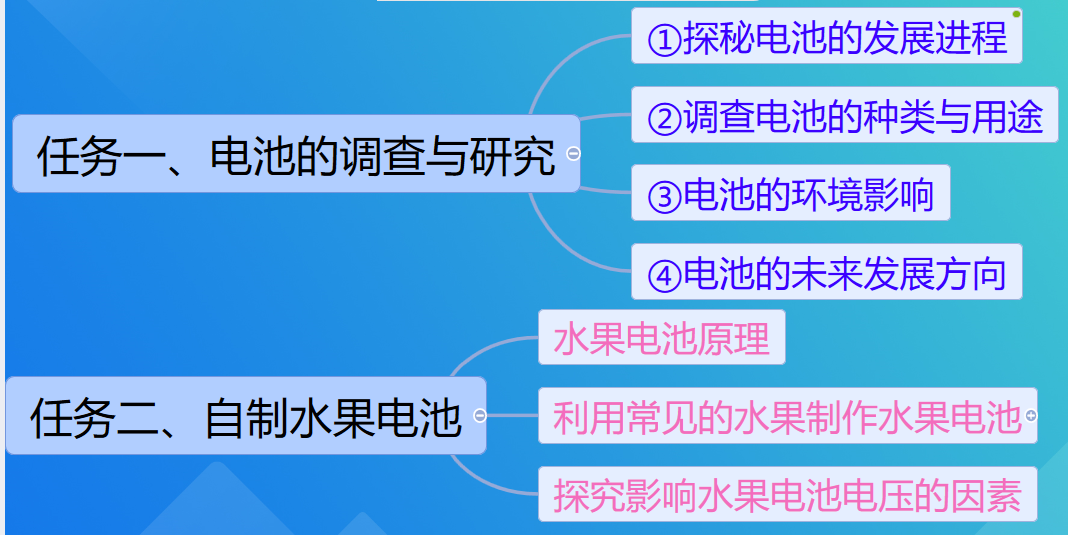 任务一、电池的调查与研究
①探秘电池的发展进程
②调查电池的种类与用途
③电池的环境影响
④电池的未来发展方向
任务二、自制水果电池
水果电池原理
利用常见的水果制作水果电池
探究影响水果电池电压的因素